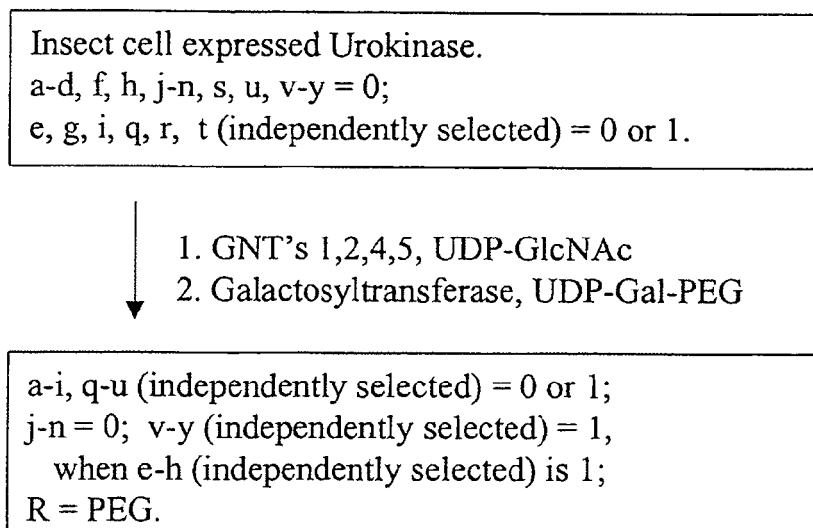 Insect cell expressed Urokinase.
a-d, f, h, j-n, s, u, v-y = 0;
e, g, i, q, r, t (independently selected) = 0 or 1.
1. GNT's 1,2,4,5, UDP-GlcNAc
2. Galactosyltransferase, UDP-Gal-PEG
a-i, q-u (independently selected) = 0 or 1;
j-n = 0; v-y (independently selected) = 1,
when e-h (independently selected) is 1;
R = PEG.